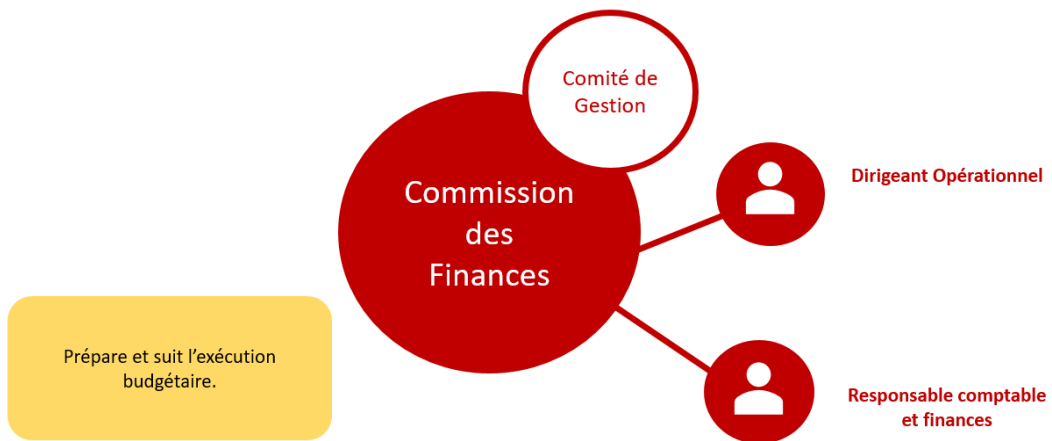 Comité de
Gestion
Commission
des
Finances
Dirigeant Opérationnel
Prépare et suit l’exécution
budgétaire.
Responsable comptable
et finances